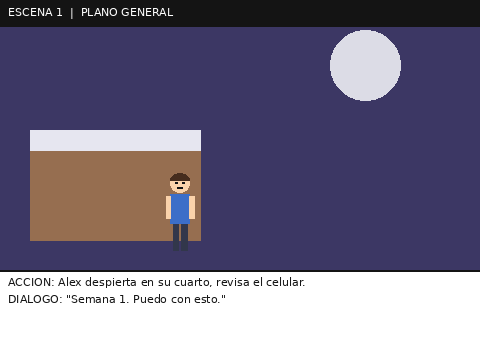 ESCENA 1 | PLANO GENERAL
ACCION: Alex despierta en su cuarto, revisa el celular.
DIALOGO: "Semana 1. Puedo con esto."